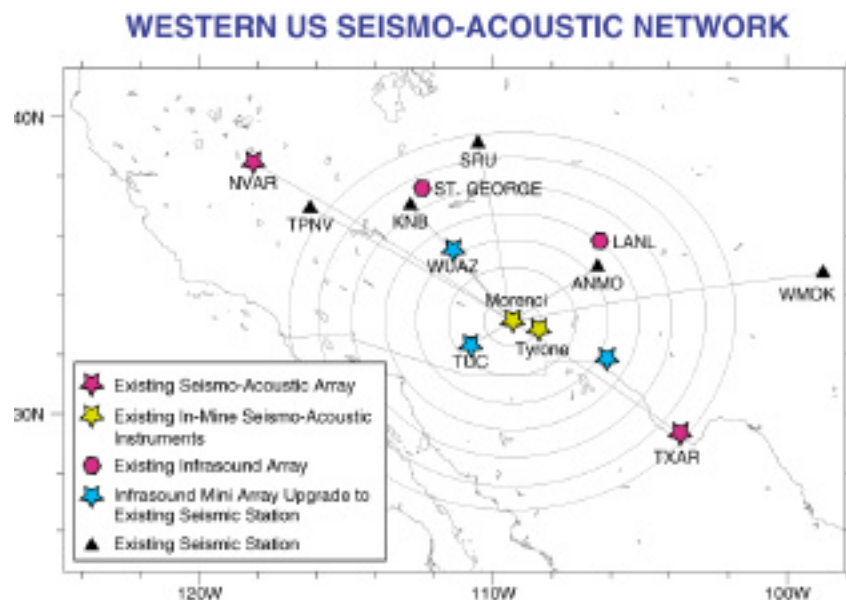 WESTERN US SEISMO-ACOUSTIC NETWORK
40N
SRU
NVAR
ST. GEORGE
TPNV
KNB
LANL
WUAZ
ANMO
WMOK
Morenci
Tyrone
TUC
Existing Seismo-Acoustic Array
Existing In-Mine Seismo-Acoustic
Instruments
Existing Infrasound Array
Infrasound Mini Array Upgrade to
Existing Seismic Station
Existing Seismic Station
30N
TXAR
120W
110W
100W